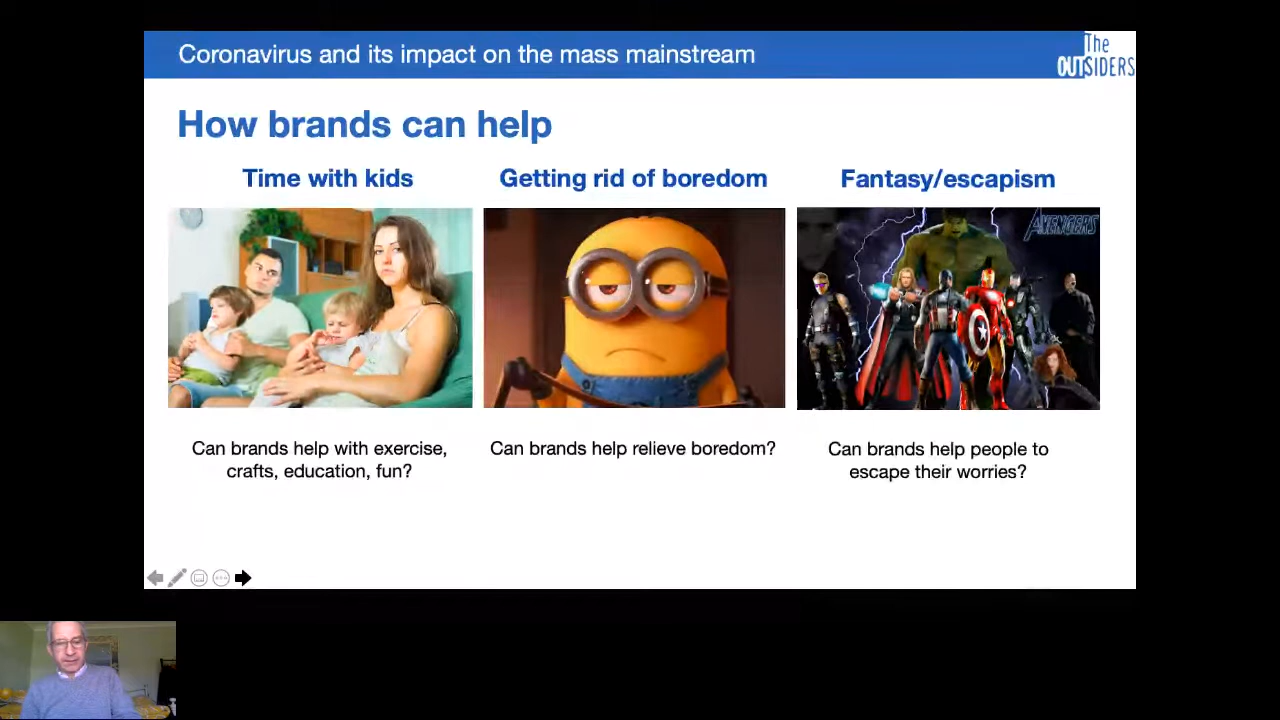 Coronavirus and its impact on the mass mainstream
The
OUTSIDERS
How brands can help
Time with kids
Getting rid of boredom
Fantasy/escapism
AVENGERS
Can brands help with exercise,
crafts, education, fun?
Can brands help relieve boredom?
Can brands help people to
escape their worries?